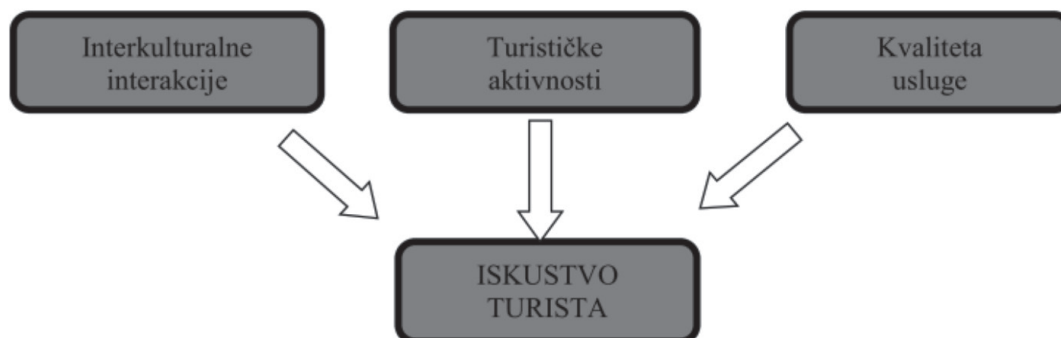 Interkulturalne
interakcije
Turističke
aktivnosti
Kvaliteta
usluge
ISKUSTVO
TURISTA